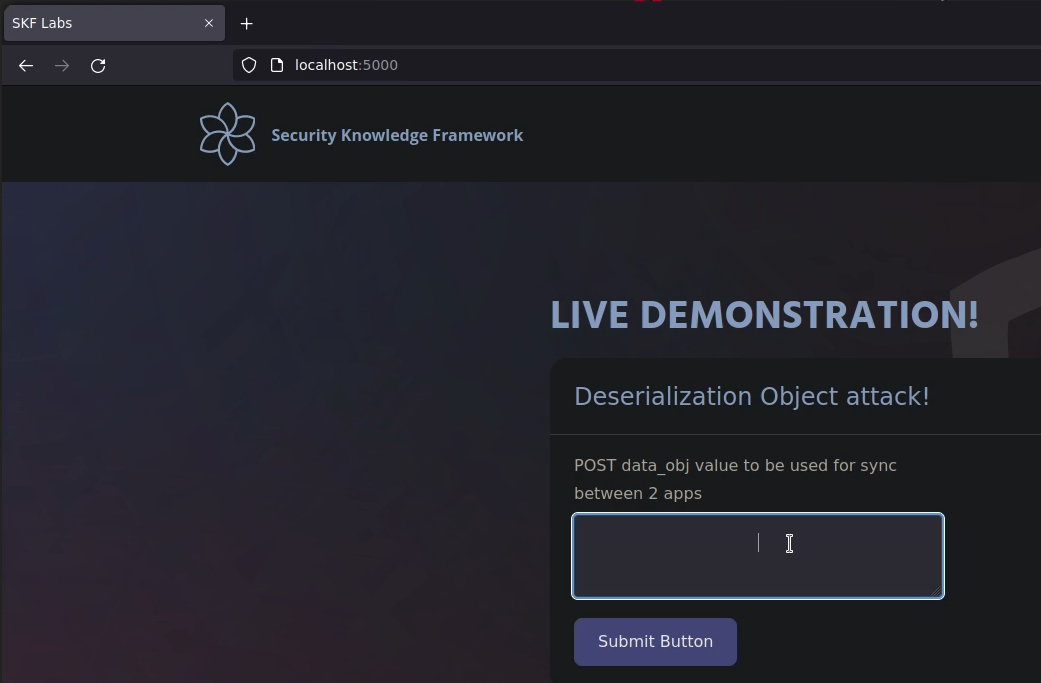 SKF Labs
localhost:5000
Security Knowledge Framework
LIVE DEMONSTRATION!
Deserialization Object attack!
POST data_obj value to be used for sync
between 2 apps
Submit Button